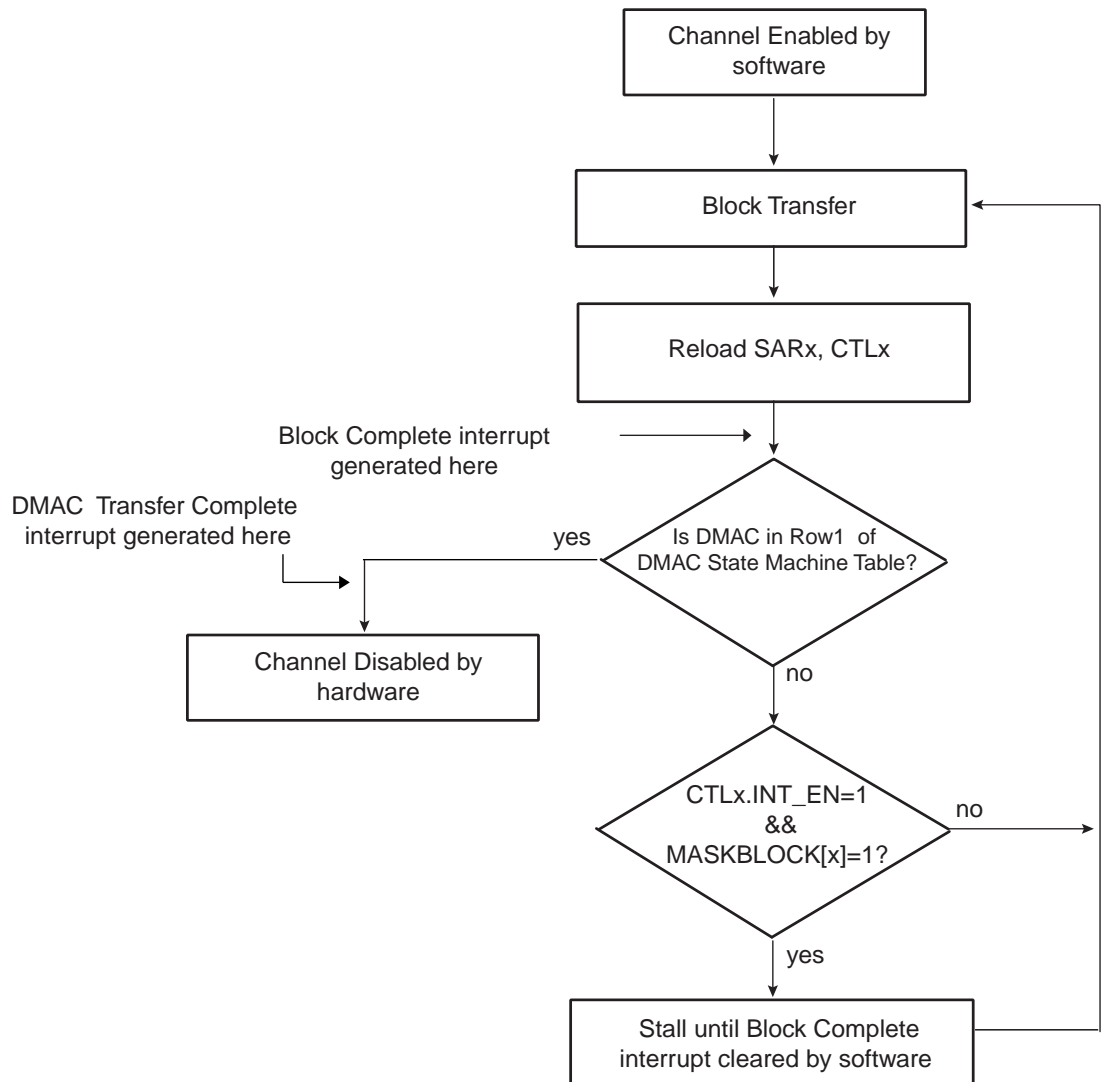 Channel Enabled by
software
Block Transfer
Reload SARx, CTLx
Block Complete interrupt
generated here
DMAC Transfer Complete
interrupt generated here
yes
Is DMAC in Row1 of
DMAC State Machine Table?
Channel Disabled by
hardware
no
CTLx.INT_EN=1
&&
MASKBLOCK[x]=1?
no
yes
Stall until Block Complete
interrupt cleared by software